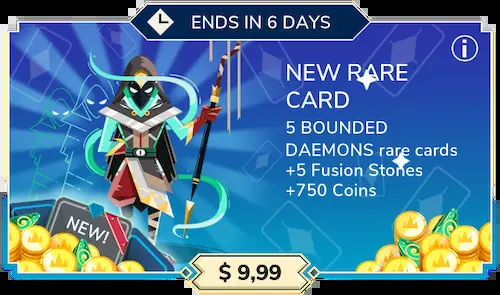 ENDS IN 6 DAYS
NEW RARE
CARD
5 BOUNDED
DAEMONS rare cards
+5 Fusion Stones
+750 Coins
NEW!
$ 9,99